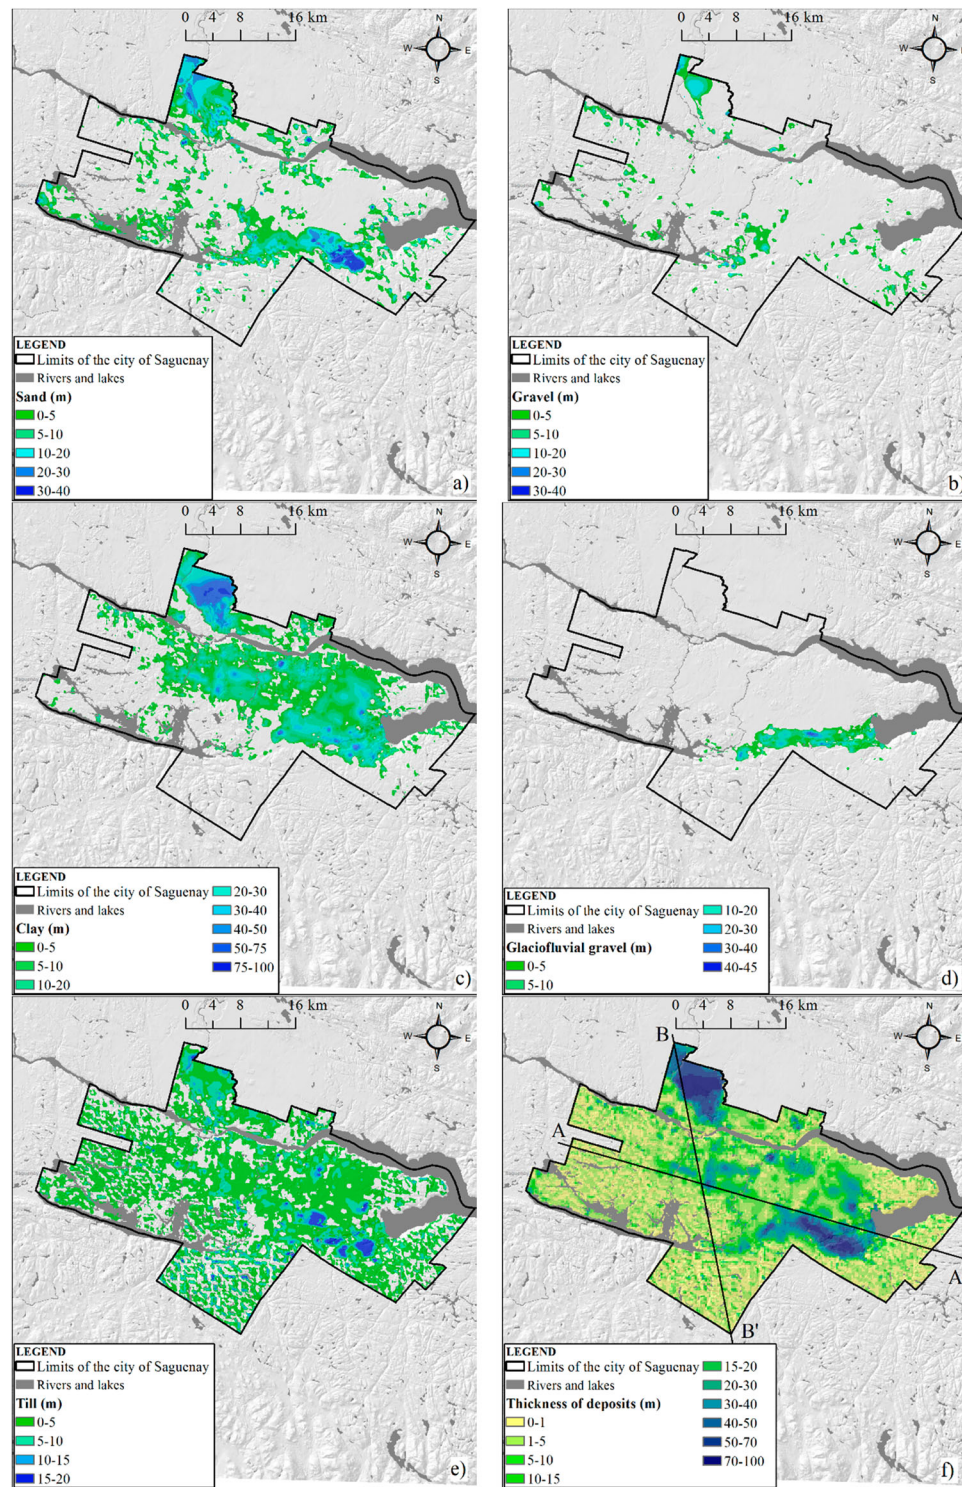 0 4 8 16 km
N
W E
S
LEGEND
Limits of the city of Saguenay
Rivers and lakes
Sand (m)
0-5
5-10
10-20
20-30
30-40
a)
0 4 8 16 km
N
W E
S
LEGEND
Limits of the city of Saguenay
Rivers and lakes
Gravel (m)
0-5
5-10
10-20
20-30
30-40
b)
0 4 8 16 km
N
W E
S
LEGEND
Limits of the city of Saguenay
Rivers and lakes
Clay (m)
0-5
5-10
10-20
20-30
30-40
40-50
50-75
75-100
c)
0 4 8 16 km
N
W E
S
LEGEND
Limits of the city of Saguenay
Rivers and lakes
Glaciofluvial gravel (m)
0-5
5-10
10-20
20-30
30-40
40-45
d)
0 4 8 16 km
N
W E
S
LEGEND
Limits of the city of Saguenay
Rivers and lakes
Till (m)
0-5
5-10
10-15
15-20
e)
0 4 8 16 km
N
W E
S
B
A
A
B'
LEGEND
Limits of the city of Saguenay
Rivers and lakes
Thickness of deposits (m)
0-1
1-5
5-10
10-15
15-20
20-30
30-40
40-50
50-70
70-100
f)